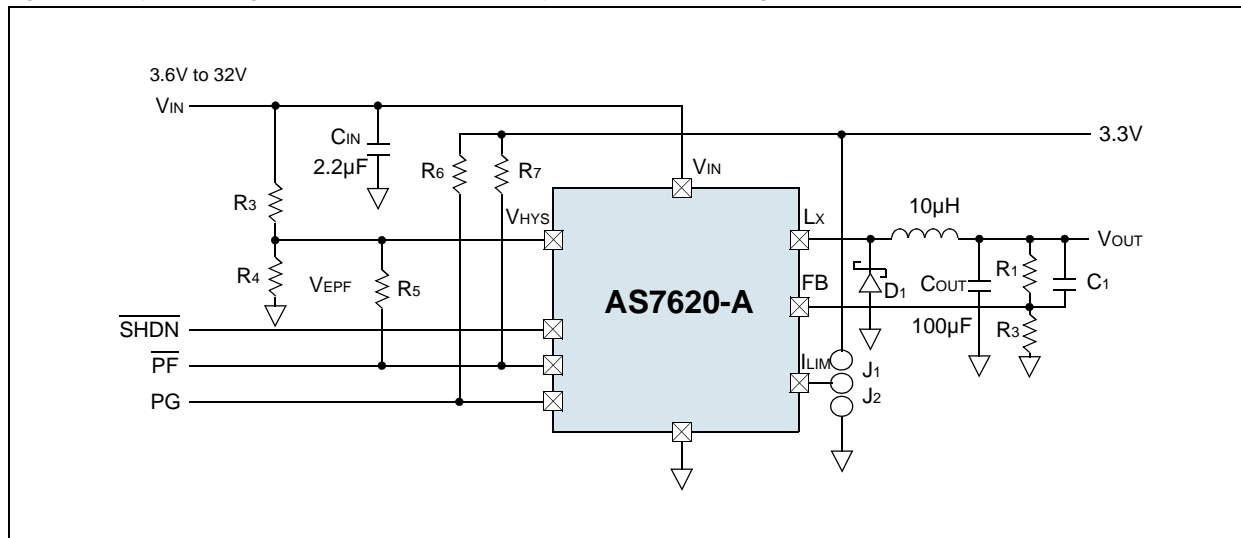 3.6V to 32V
VIN
CIN
2.2µF
R6
R7
3.3V
VIN
R3
VHYS
LX
10µH
VOUT
R4
VEPF
R5
AS7620-A
FB
D1
COUT
100µF
R1
C1
R3
SHDN
PF
PG
ILIM
J1
J2